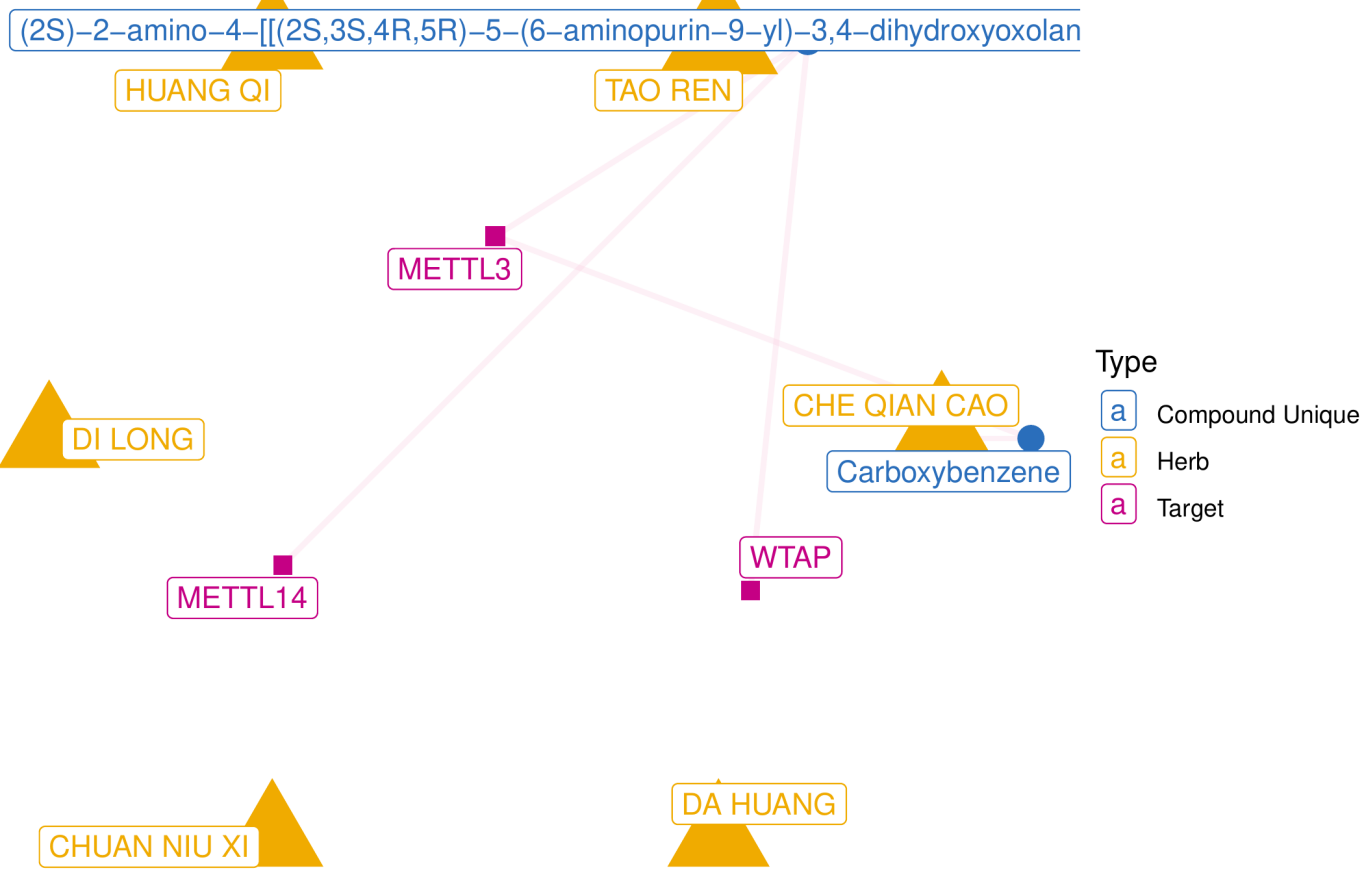 (2S)−2−amino−4−[[(2S,3S,4R,5R)−5−(6−aminopurin−9−yl)−3,4−dihydroxyoxolan
HUANG QI
TAO REN
METTL3
Type
a Compound Unique
a Herb
a Target
CHE QIAN CAO
DI LONG
Carboxybenzene
WTAP
METTL14
DA HUANG
CHUAN NIU XI